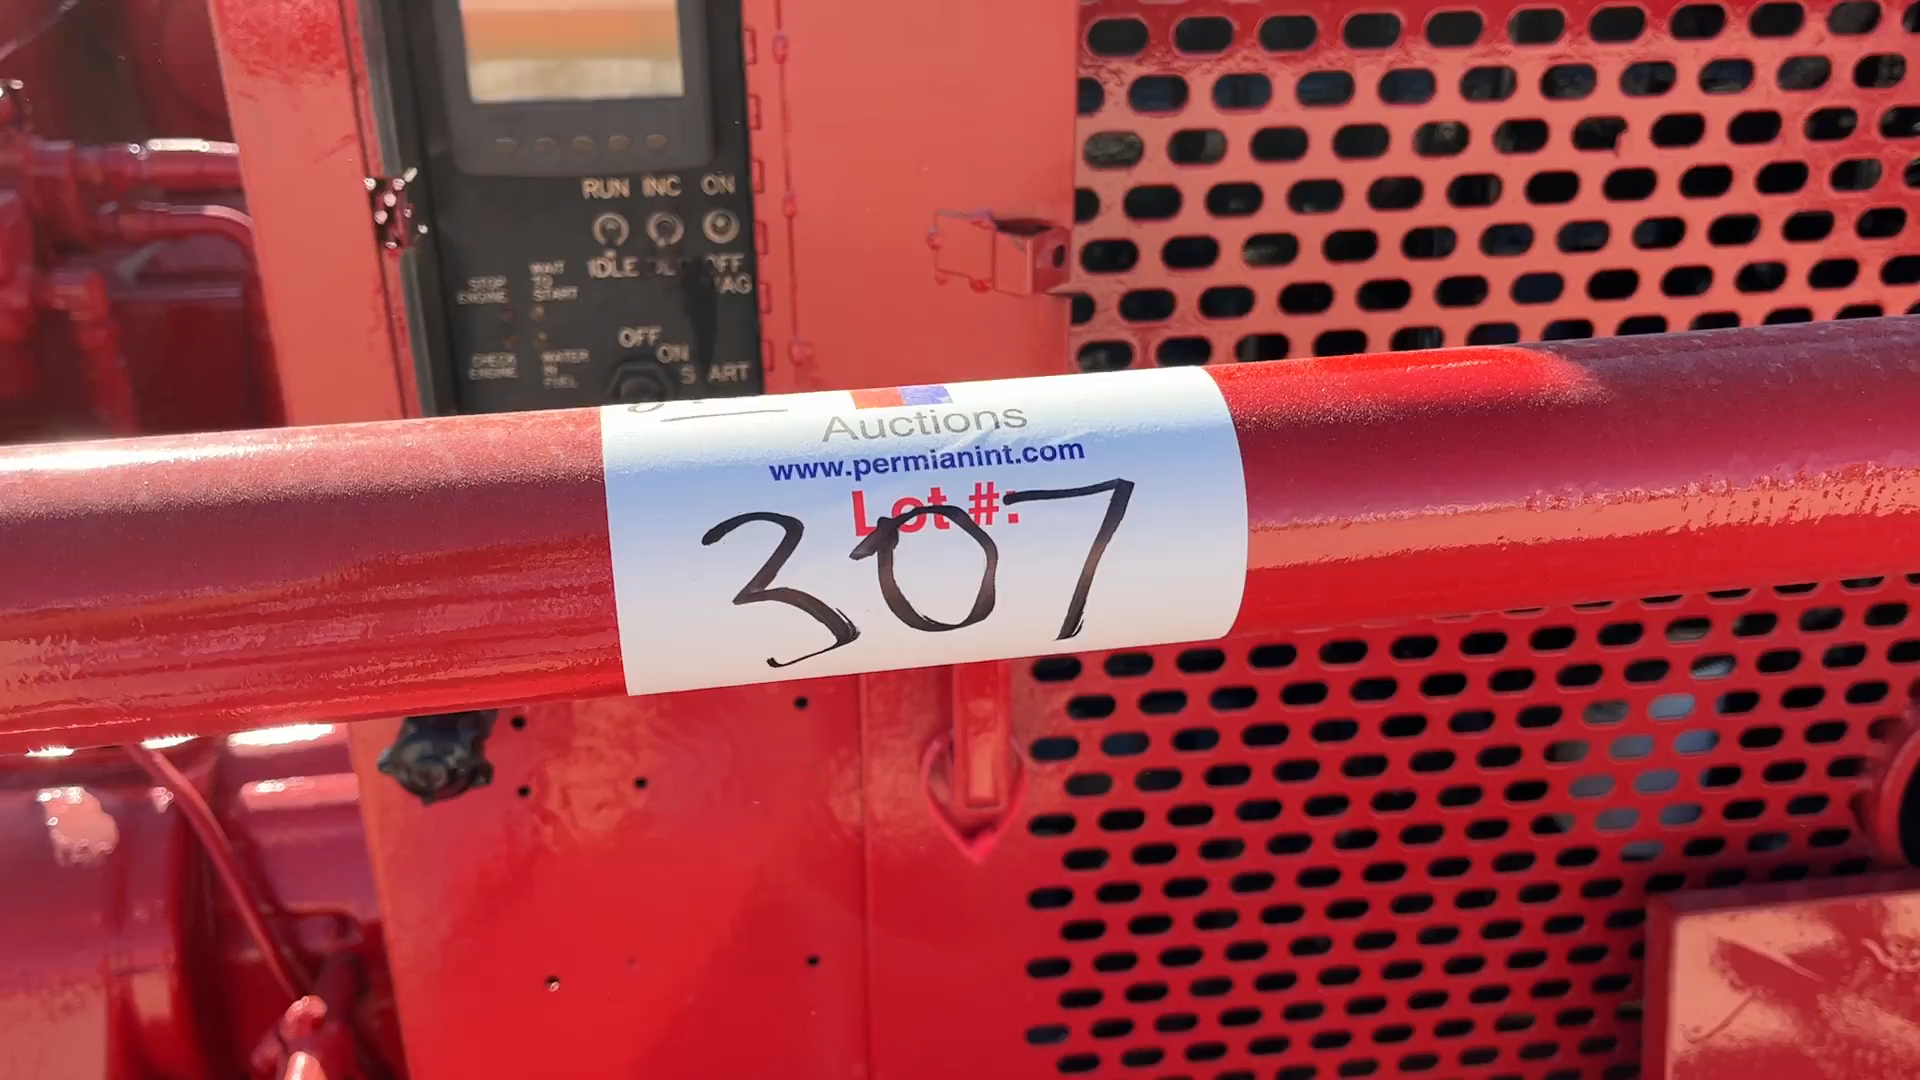 RUN INC ON
IDLE OFF
STOP ENGINE
WAIT TO START
CHECK ENGINE
WATER IN FUEL
OFF
ON
Auctions
www.permianint.com
Lot #:
307